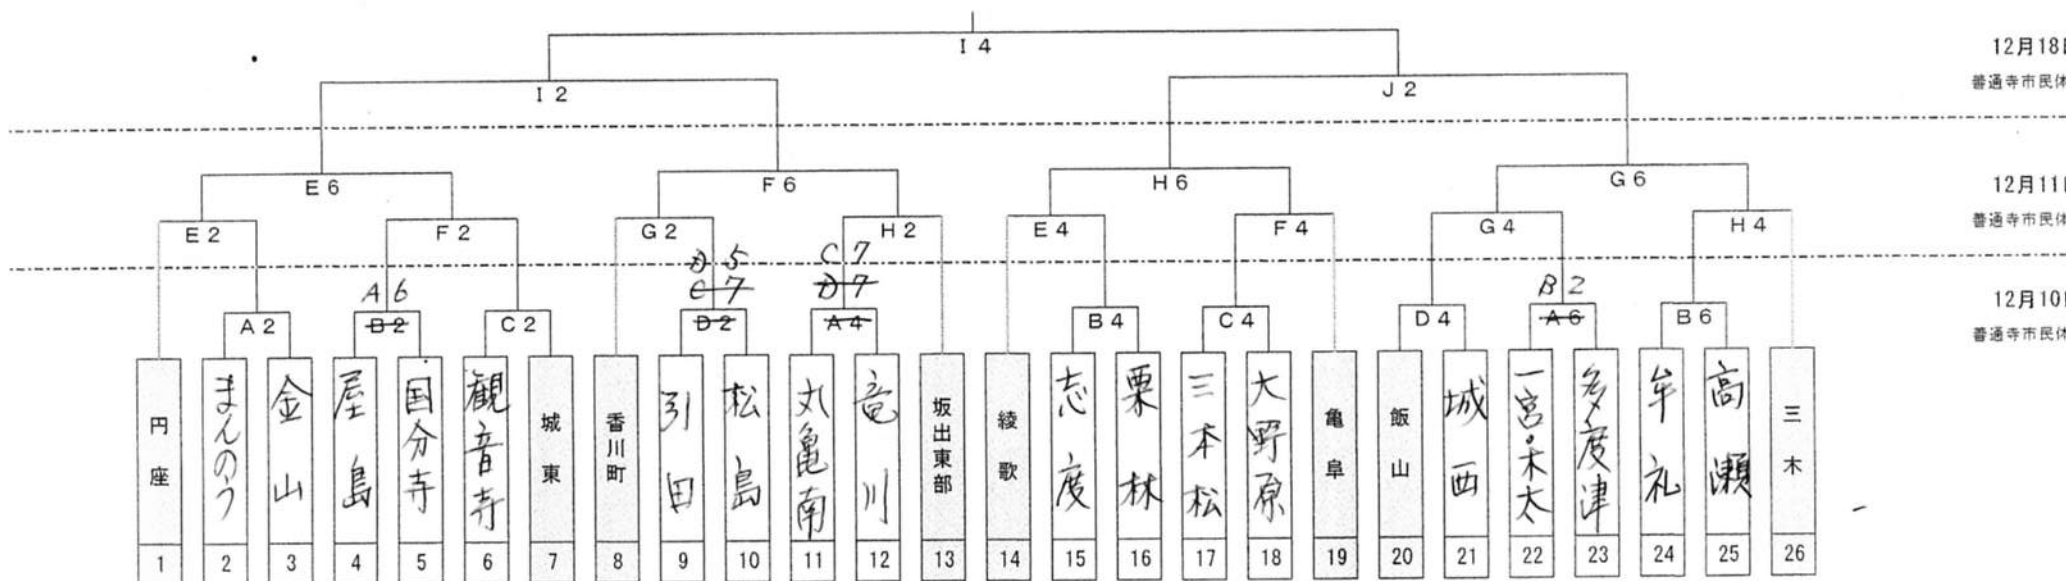 I 4
12月18日
善通寺市民体
I 2
J 2
E 6
F 6
H 6
G 6
12月11日
善通寺市民体
E 2
F 2
G 2
H 2
E 4
F 4
G 4
H 4
D 5
C 7
A 6
C 7
D 7
B 2
12月10日
善通寺市民体
A 2
B 2
C 2
D 2
A 4
B 4
C 4
D 4
A 6
B 6
円座
まんのう
金山
屋島
国分寺
観音寺
城東
香川町
引田
松島
丸亀南
竜川
坂出東部
綾歌
志度
栗林
三本松
大野原
亀阜
飯山
城西
一宮・木太
多度津
牟礼
高瀬
三木
1 2 3 4 5 6 7 8 9 10 11 12 13 14 15 16 17 18 19 20 21 22 23 24 25 26